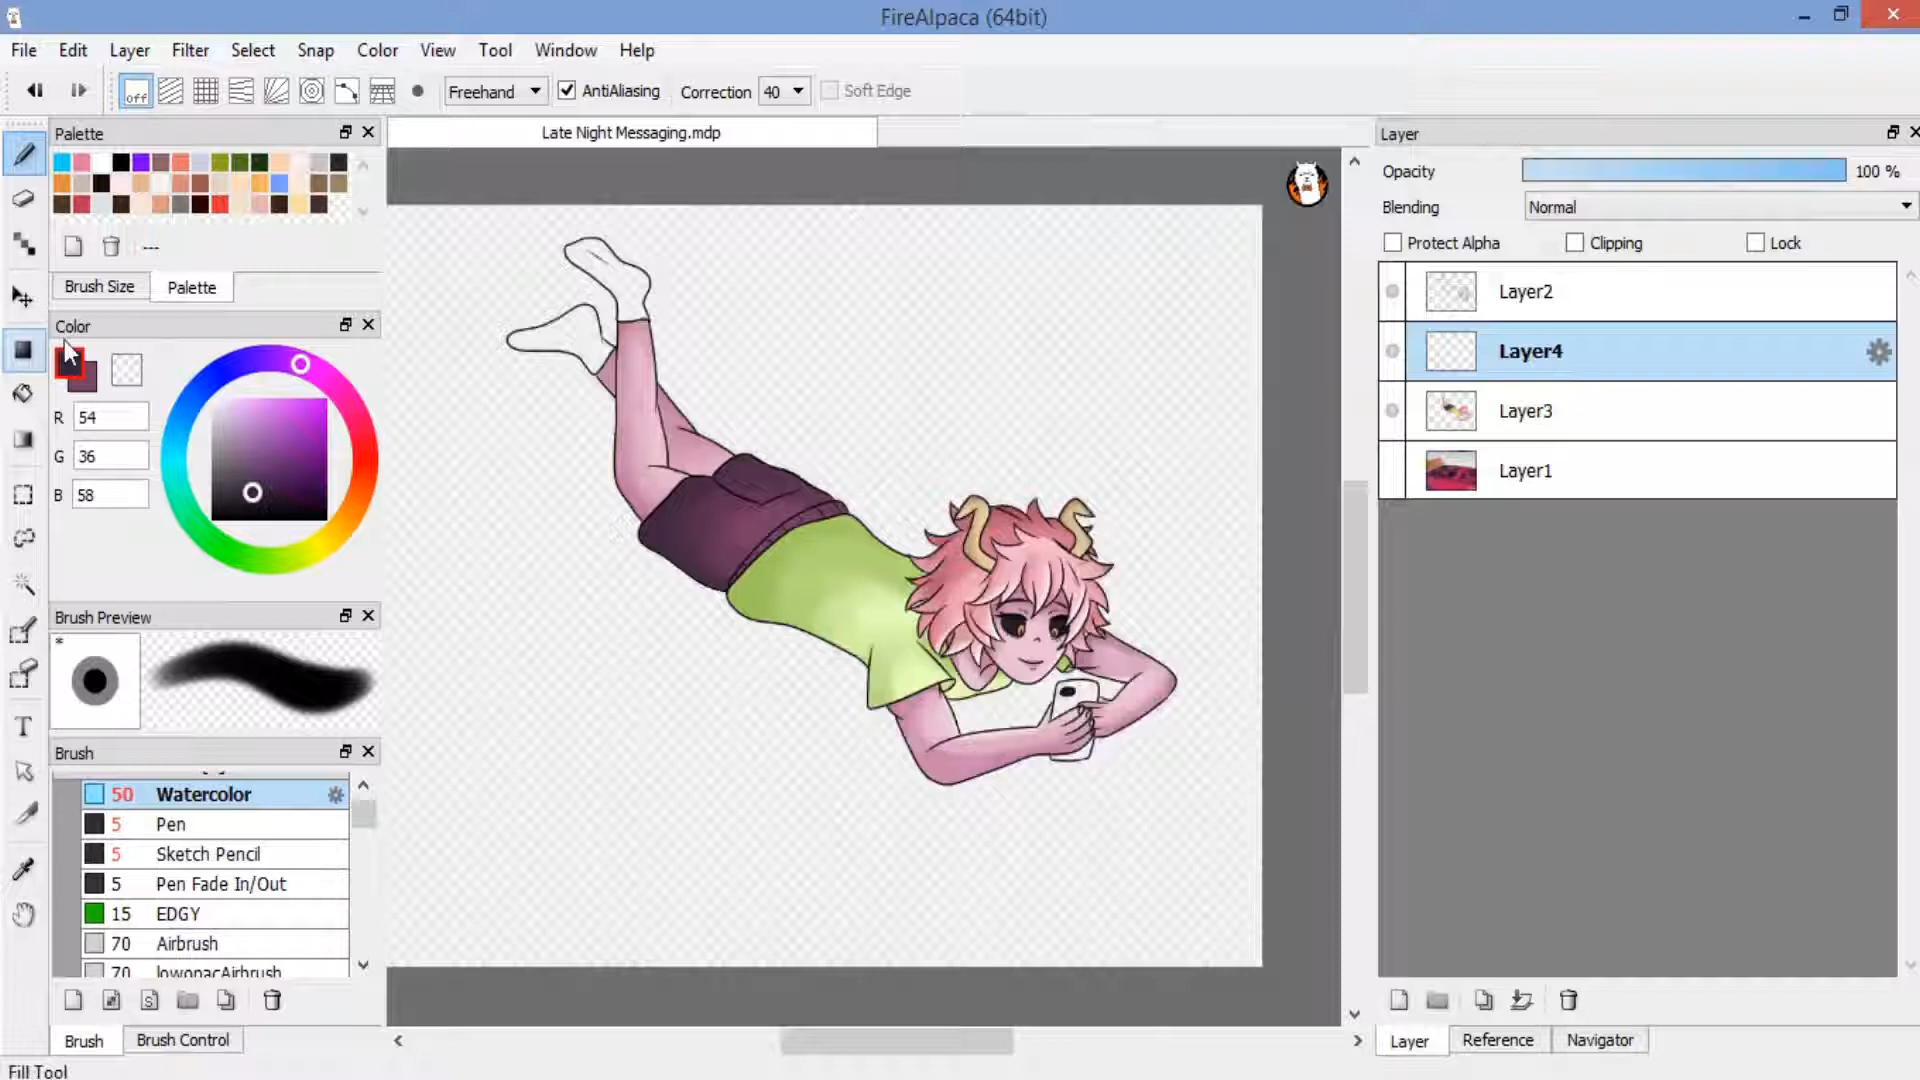 FireAlpaca (64bit)
File Edit Layer Filter Select Snap Color View Tool Window Help
off Freehand AntiAliasing Correction 40 Soft Edge
Palette
Late Night Messaging.mdp
Layer
Opacity 100 %
Blending Normal
Protect Alpha Clipping Lock
---
Brush Size Palette
Layer2
Color
Layer4
R 54
Layer3
G 36
Layer1
B 58
Brush Preview
*
Brush
50 Watercolor
5 Pen
5 Sketch Pencil
5 Pen Fade In/Out
15 EDGY
70 Airbrush
70 lowopacAirbrush
S
Brush Brush Control
Layer Reference Navigator
T
Fill Tool